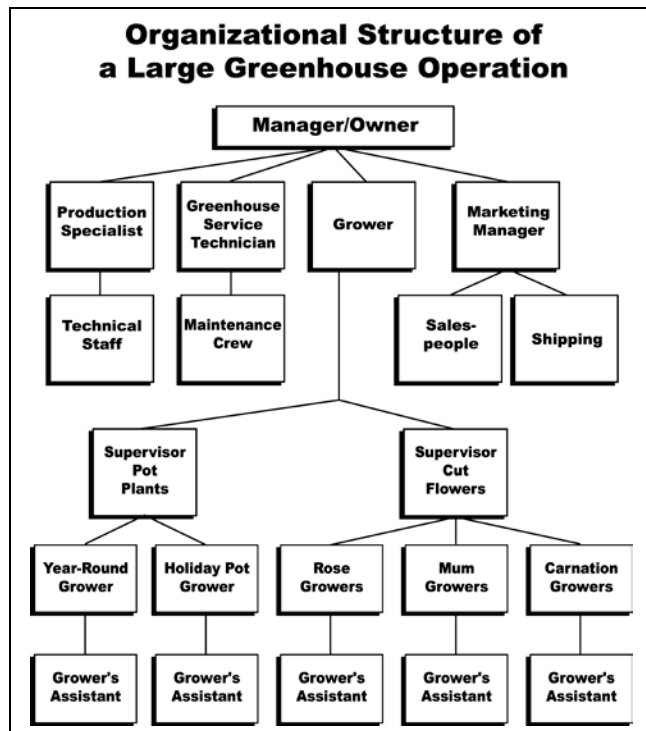 Organizational Structure of
a Large Greenhouse Operation
Manager/Owner
Production
Specialist
Greenhouse
Service
Technician
Grower
Marketing
Manager
Technical
Staff
Maintenance
Crew
Sales-
people
Shipping
Supervisor
Pot
Plants
Supervisor
Cut
Flowers
Year-Round
Grower
Holiday Pot
Grower
Rose
Growers
Mum
Growers
Carnation
Growers
Grower's
Assistant
Grower's
Assistant
Grower's
Assistant
Grower's
Assistant
Grower's
Assistant